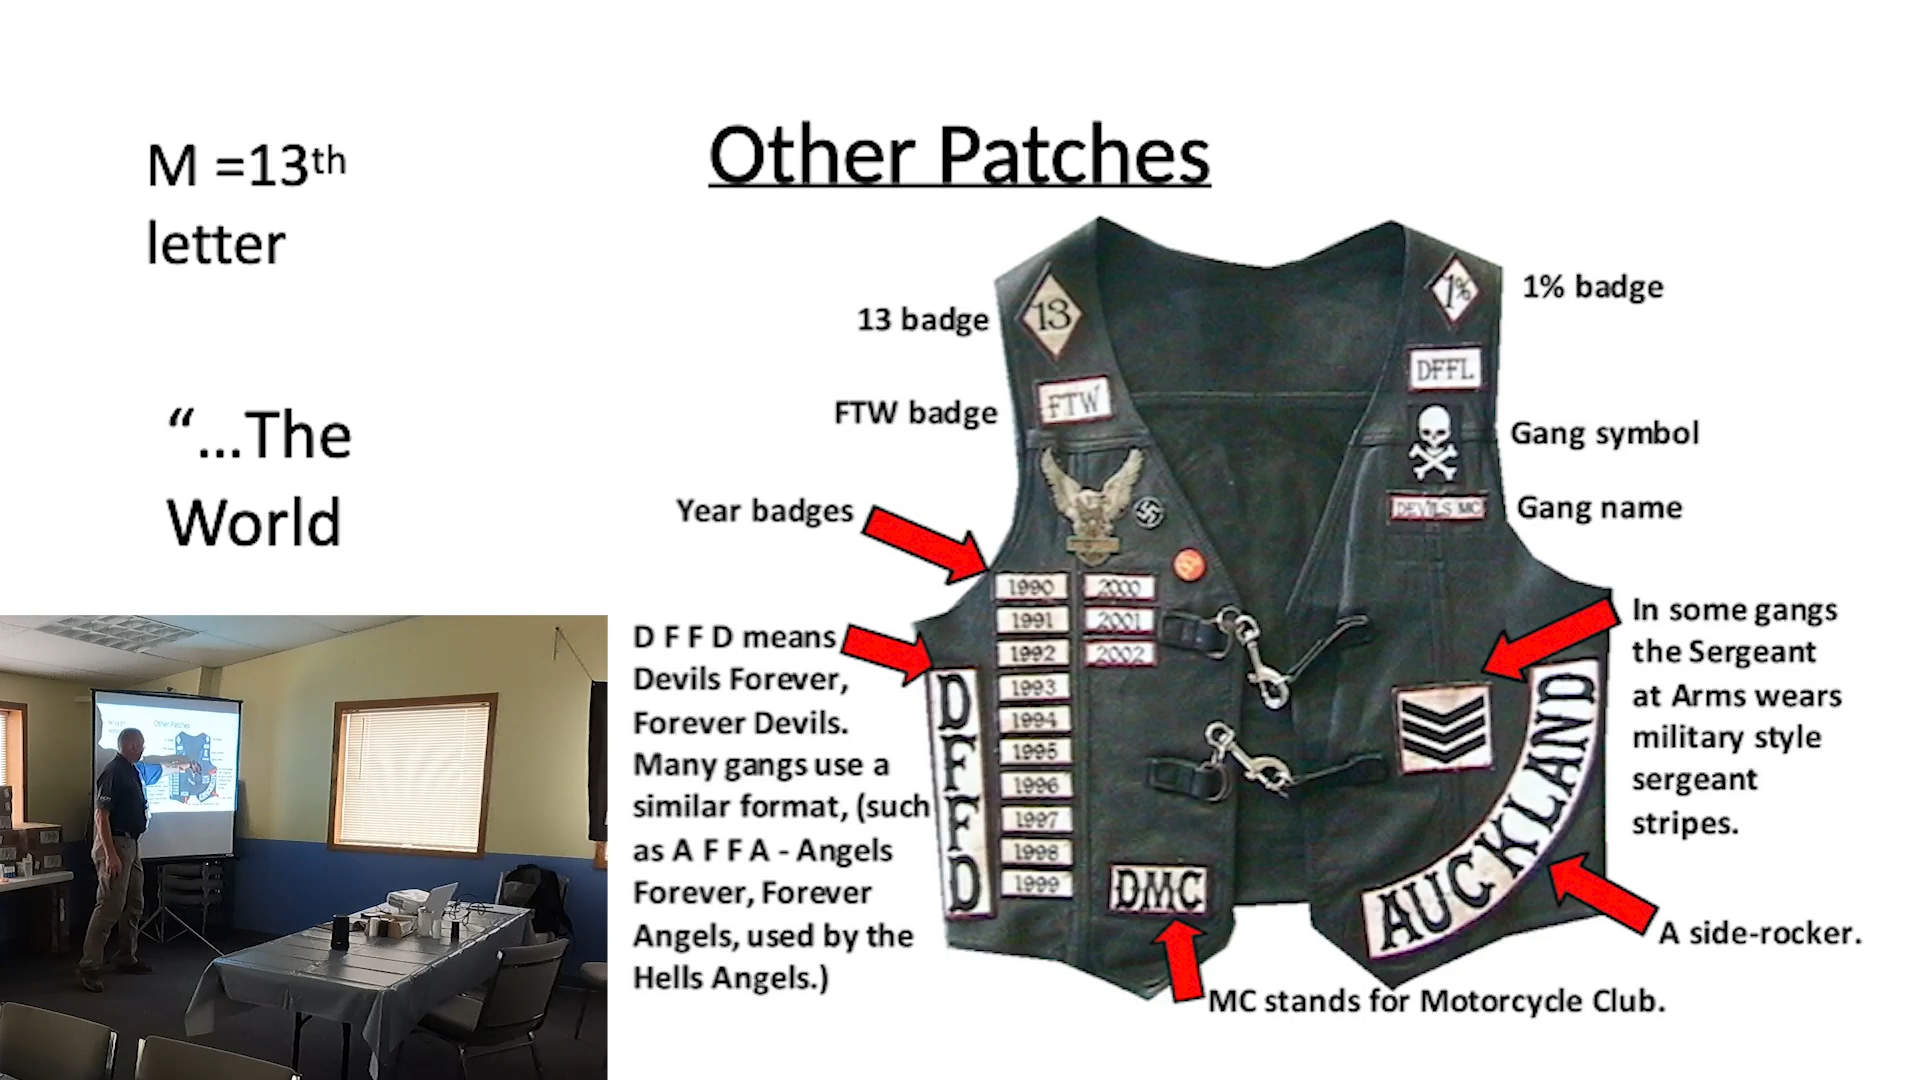 Other Patches
M =13th
letter
“...The
World
13 badge
FTW badge
Year badges
D F F D means
Devils Forever,
Forever Devils.
Many gangs use a
similar format, (such
as A F F A - Angels
Forever, Forever
Angels, used by the
Hells Angels.)
13
FTW
1990
1991
1992
1993
1994
1995
1996
1997
1998
1999
2000
2001
2002
DFFD
DMC
1%
DFFL
DEVILS MC
AUCKLAND
1% badge
Gang symbol
Gang name
In some gangs
the Sergeant
at Arms wears
military style
sergeant
stripes.
A side-rocker.
MC stands for Motorcycle Club.
Other Patches